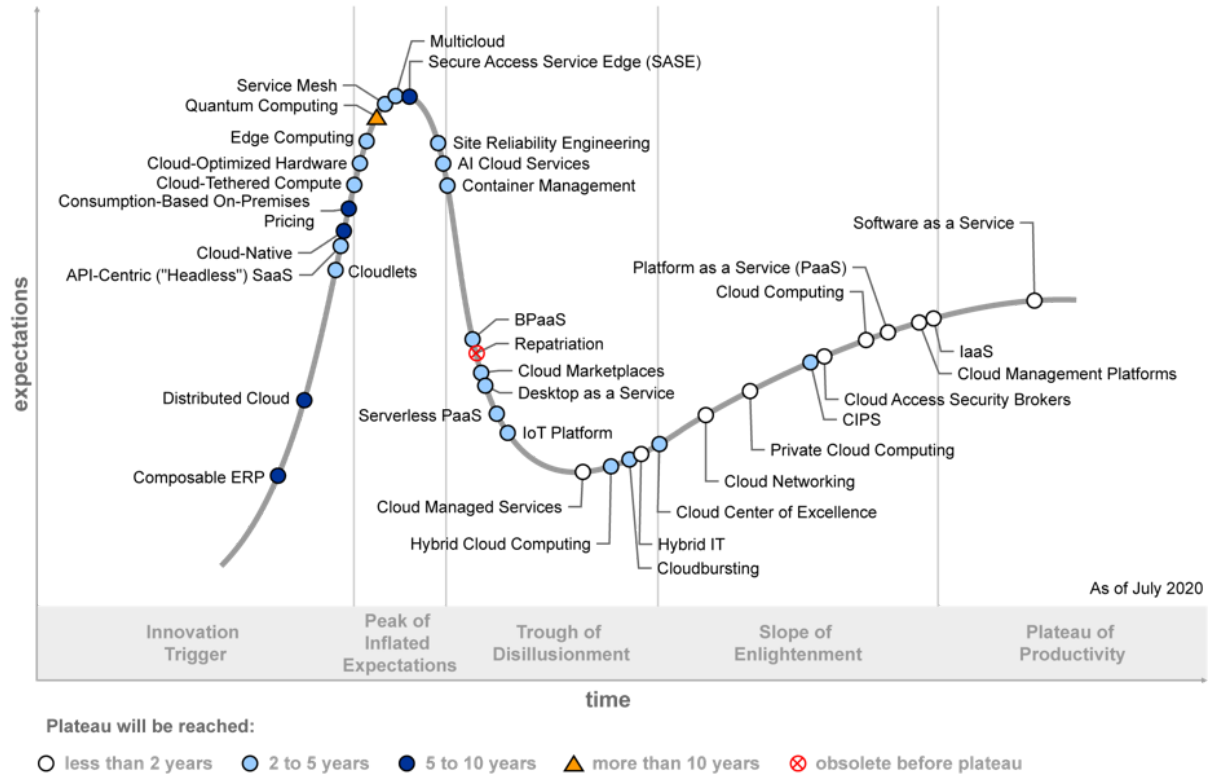 Multicloud
Secure Access Service Edge (SASE)
Service Mesh
Quantum Computing
Edge Computing
Cloud-Optimized Hardware
Cloud-Tethered Compute
Consumption-Based On-Premises
Pricing
Cloud-Native
API-Centric ("Headless") SaaS
Cloudlets
Distributed Cloud
Composable ERP
Site Reliability Engineering
AI Cloud Services
Container Management
BPaaS
Repatriation
Cloud Marketplaces
Desktop as a Service
Serverless PaaS
IoT Platform
Cloud Managed Services
Hybrid Cloud Computing
Cloudbursting
Hybrid IT
Cloud Center of Excellence
Cloud Networking
Private Cloud Computing
CIPS
Cloud Access Security Brokers
Cloud Computing
Platform as a Service (PaaS)
Cloud Management Platforms
IaaS
Software as a Service
As of July 2020
expectations
Innovation
Trigger
Peak of
Inflated
Expectations
Trough of
Disillusionment
Slope of
Enlightenment
Plateau of
Productivity
time
Plateau will be reached:
less than 2 years
2 to 5 years
5 to 10 years
more than 10 years
obsolete before plateau